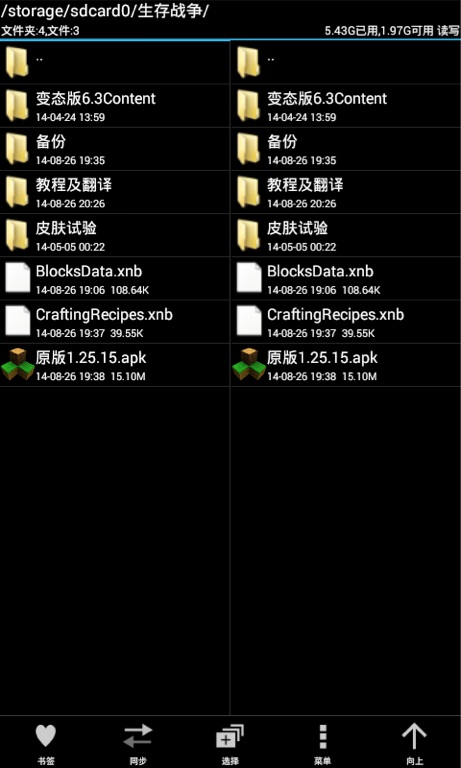 /storage/sdcard0/生存战争/
文件夹:4,文件:3 5.43G已用,1.97G可用 读写
..
变态版6.3Content
14-04-24 13:59
备份
14-08-26 19:35
教程及翻译
14-08-26 20:26
皮肤试验
14-05-05 00:22
BlocksData.xnb
14-08-26 19:06 108.64K
CraftingRecipes.xnb
14-08-26 19:37 39.55K
原版1.25.15.apk
14-08-26 19:38 15.10M
..
变态版6.3Content
14-04-24 13:59
备份
14-08-26 19:35
教程及翻译
14-08-26 20:26
皮肤试验
14-05-05 00:22
BlocksData.xnb
14-08-26 19:06 108.64K
CraftingRecipes.xnb
14-08-26 19:37 39.55K
原版1.25.15.apk
14-08-26 19:38 15.10M
书签 同步 选择 菜单 向上